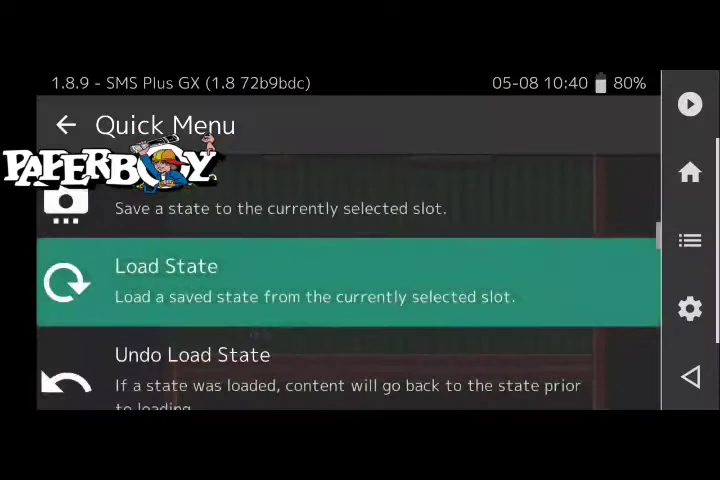 1.8.9 - SMS Plus GX (1.8 72b9bdc) 05-08 10:40 80%
Quick Menu
PAPERBOY
Save a state to the currently selected slot.
Load State
Load a saved state from the currently selected slot.
Undo Load State
If a state was loaded, content will go back to the state prior
to loading